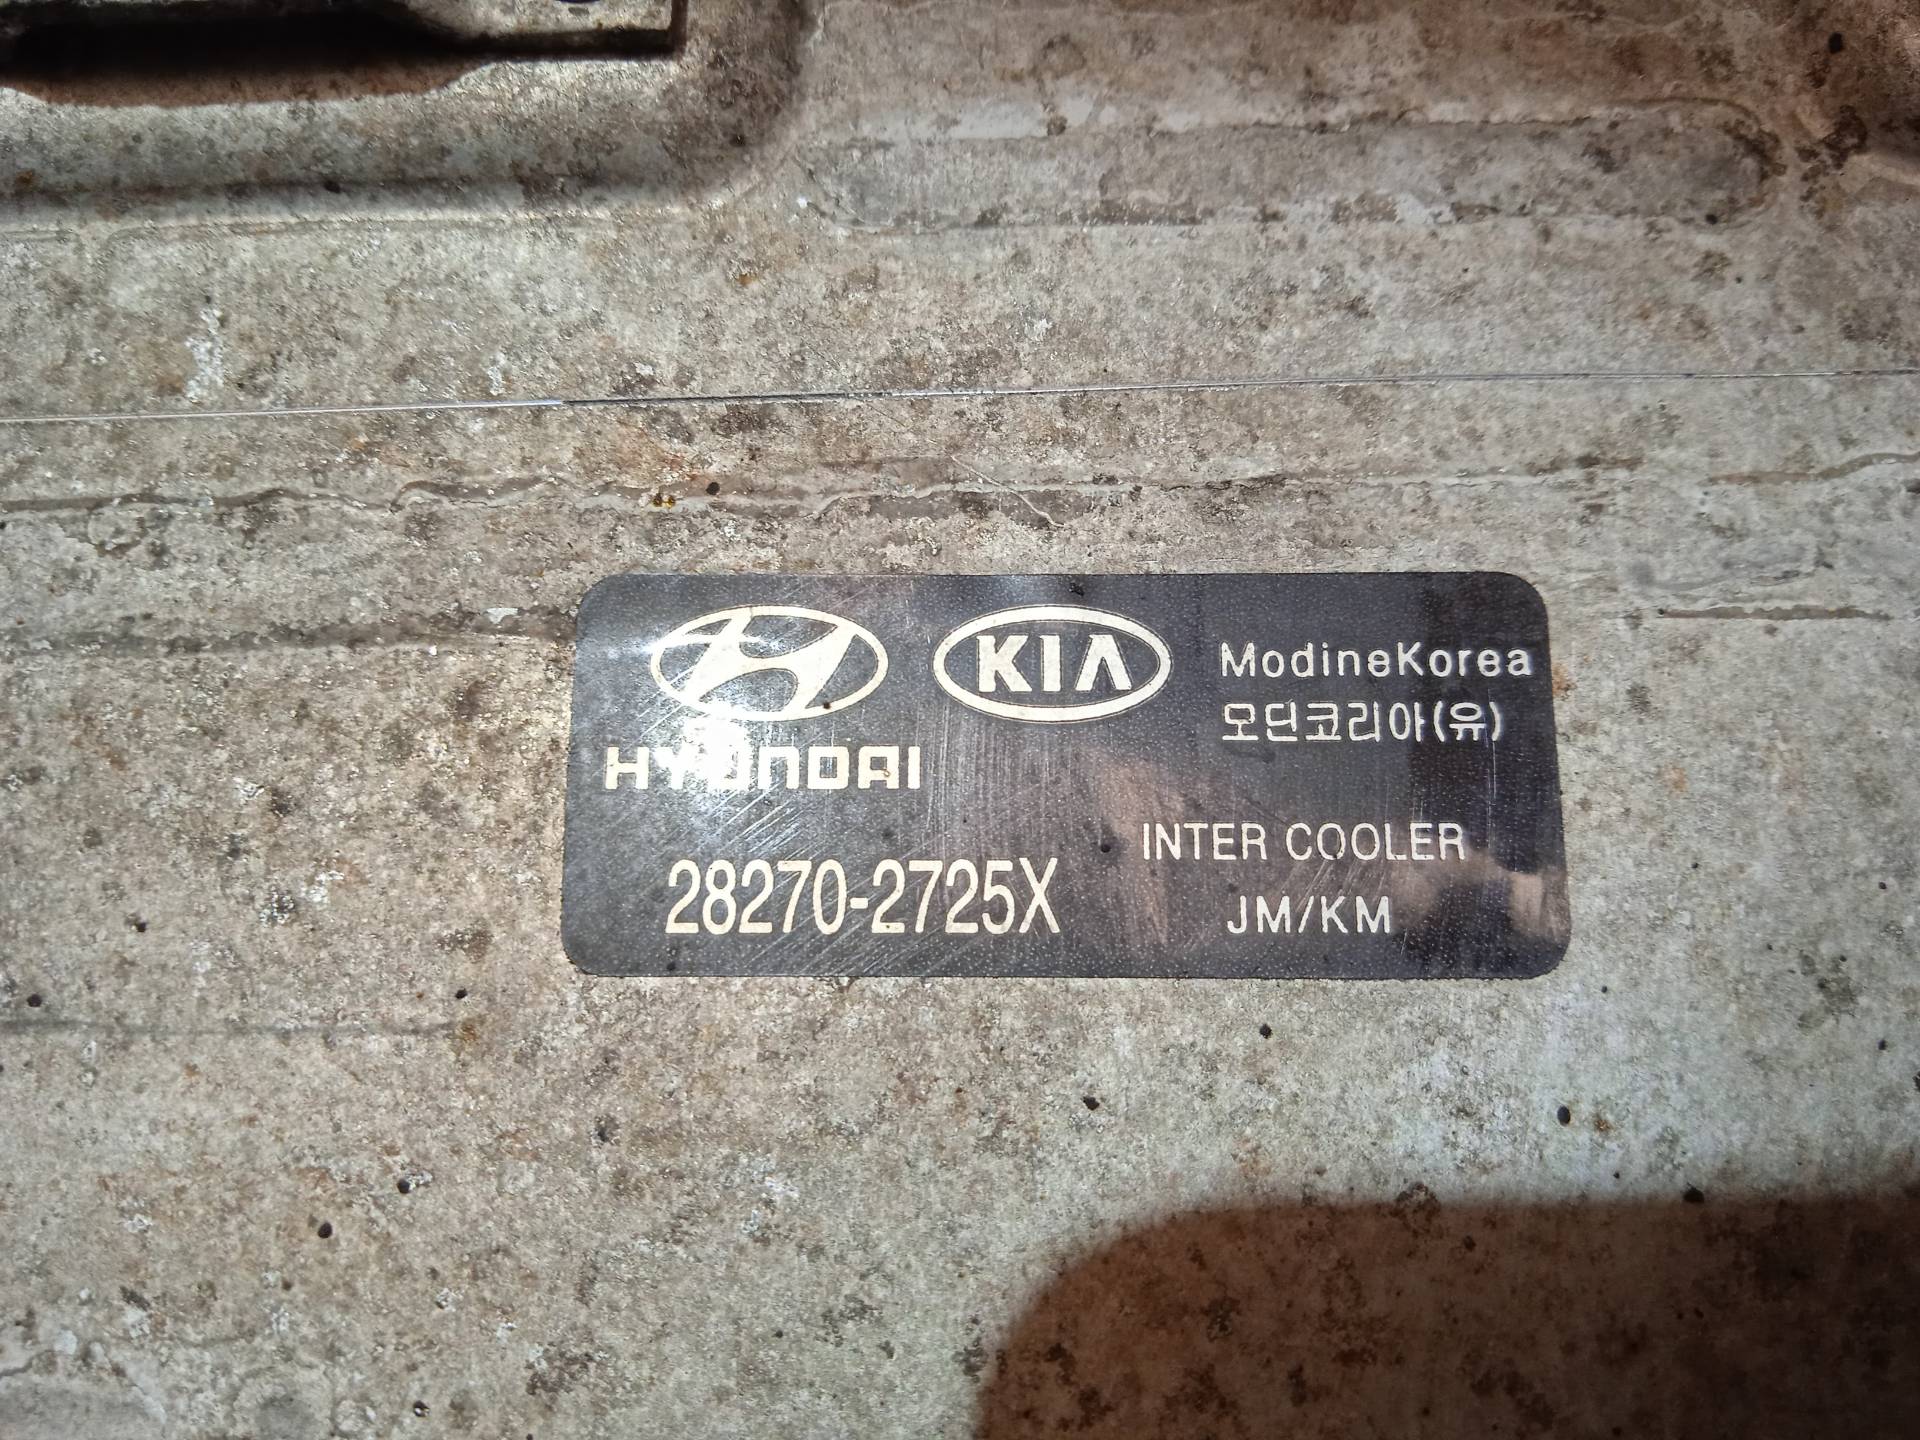 KIA
ModineKorea
모딘코리아(유)
HYUNDAI
INTER COOLER
28270-2725X
JM/KM